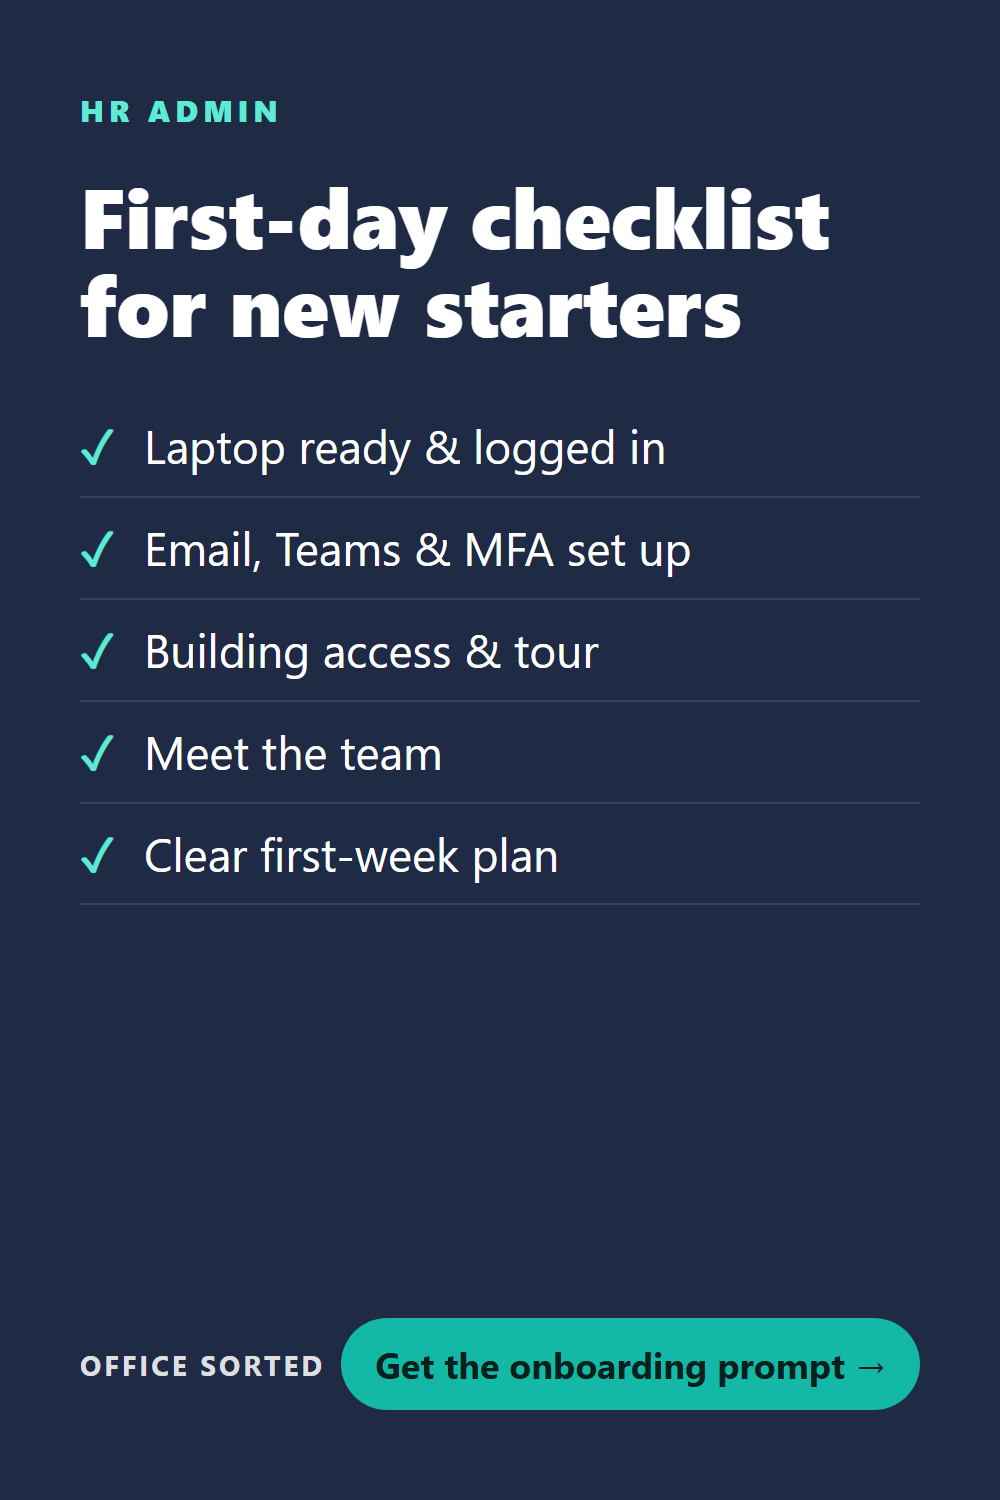 HR ADMIN
First-day checklist
for new starters
✓ Laptop ready & logged in
✓ Email, Teams & MFA set up
✓ Building access & tour
✓ Meet the team
✓ Clear first-week plan
OFFICE SORTED
Get the onboarding prompt →